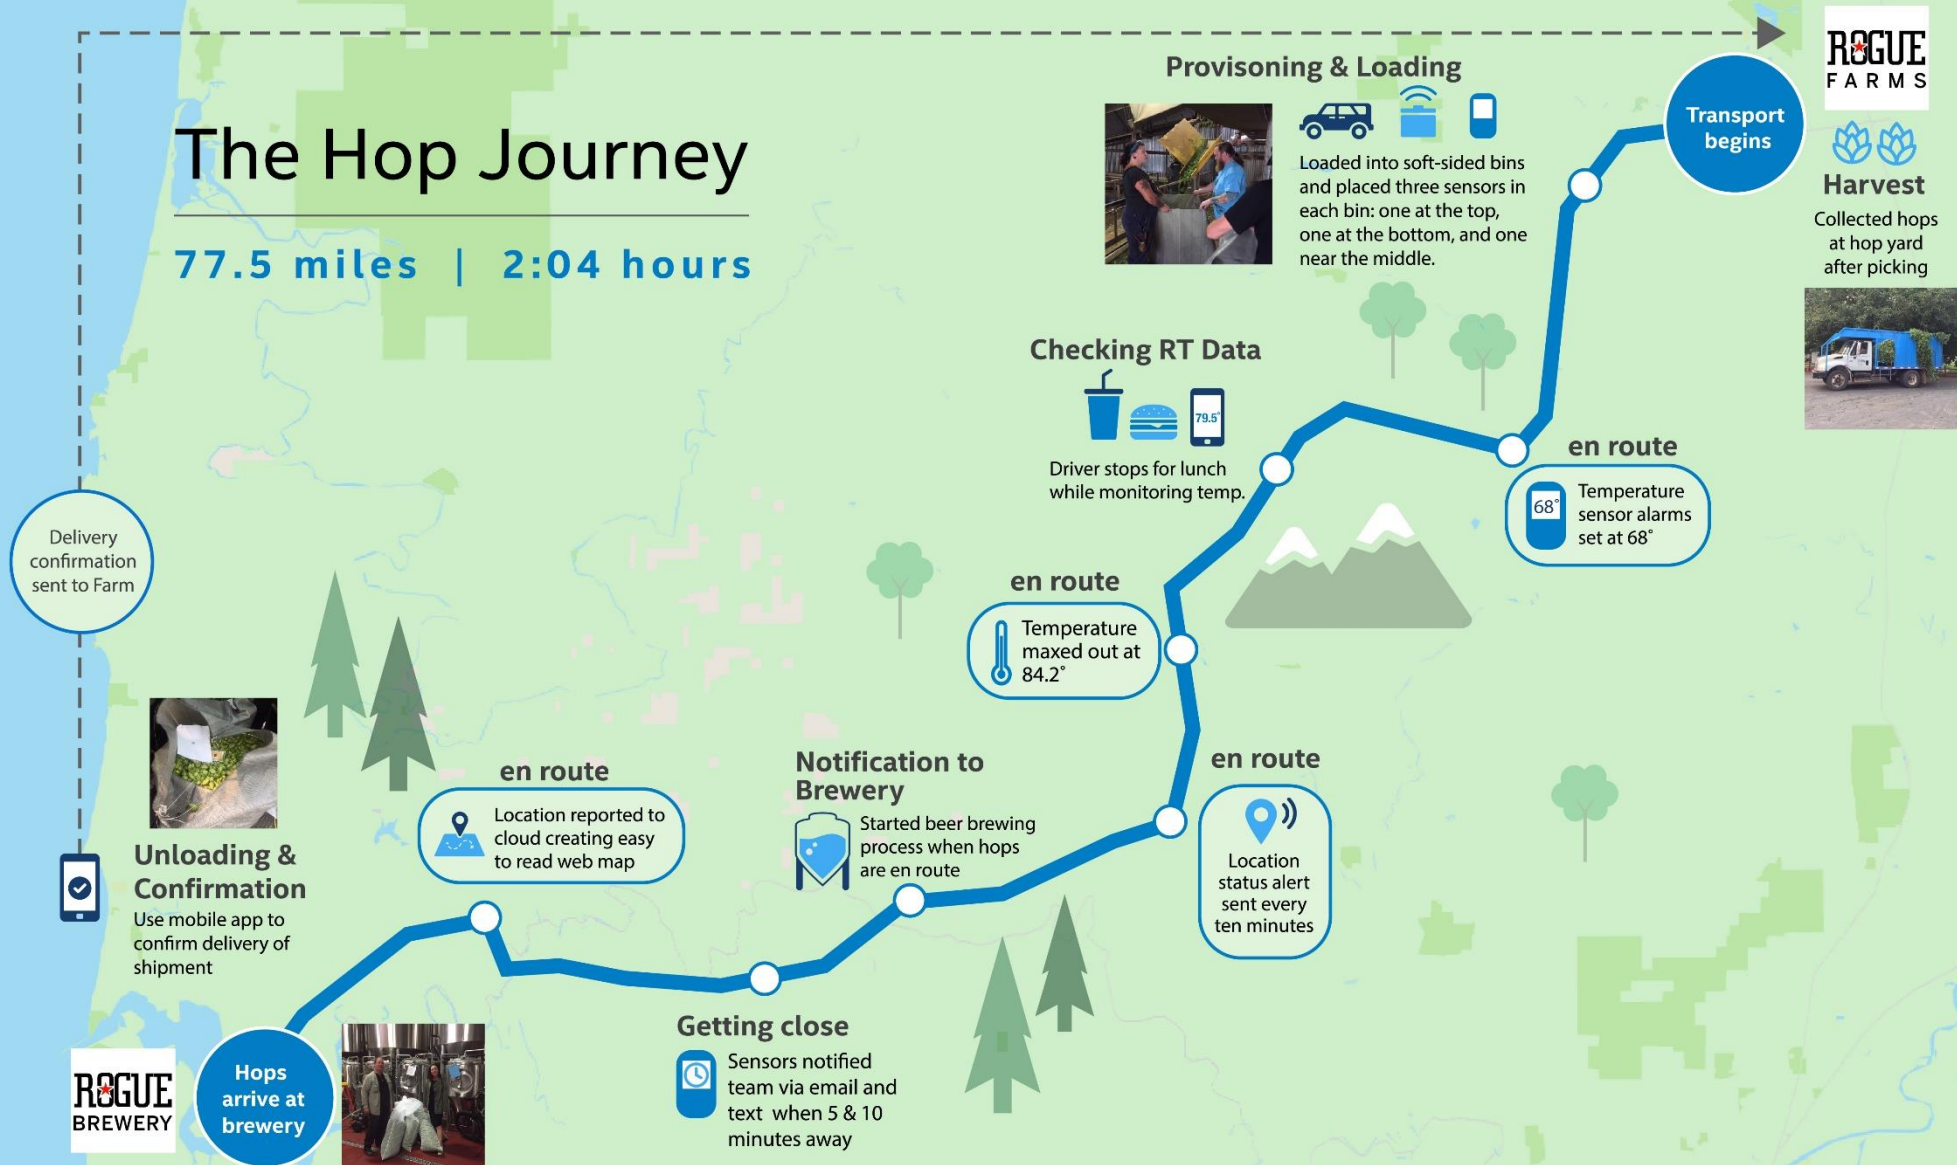 The Hop Journey
77.5 miles | 2:04 hours
ROGUE
FARMS
Transport
begins
Harvest
Collected hops
at hop yard
after picking
Provisoning & Loading
Loaded into soft-sided bins
and placed three sensors in
each bin: one at the top,
one at the bottom, and one
near the middle.
en route
68°
Temperature
sensor alarms
set at 68°
Checking RT Data
79.5°
Driver stops for lunch
while monitoring temp.
en route
Temperature
maxed out at
84.2°
en route
Location
status alert
sent every
ten minutes
Notification to
Brewery
Started beer brewing
process when hops
are en route
Getting close
Sensors notified
team via email and
text when 5 & 10
minutes away
en route
Location reported to
cloud creating easy
to read web map
Hops
arrive at
brewery
ROGUE
BREWERY
Unloading &
Confirmation
Use mobile app to
confirm delivery of
shipment
Delivery
confirmation
sent to Farm